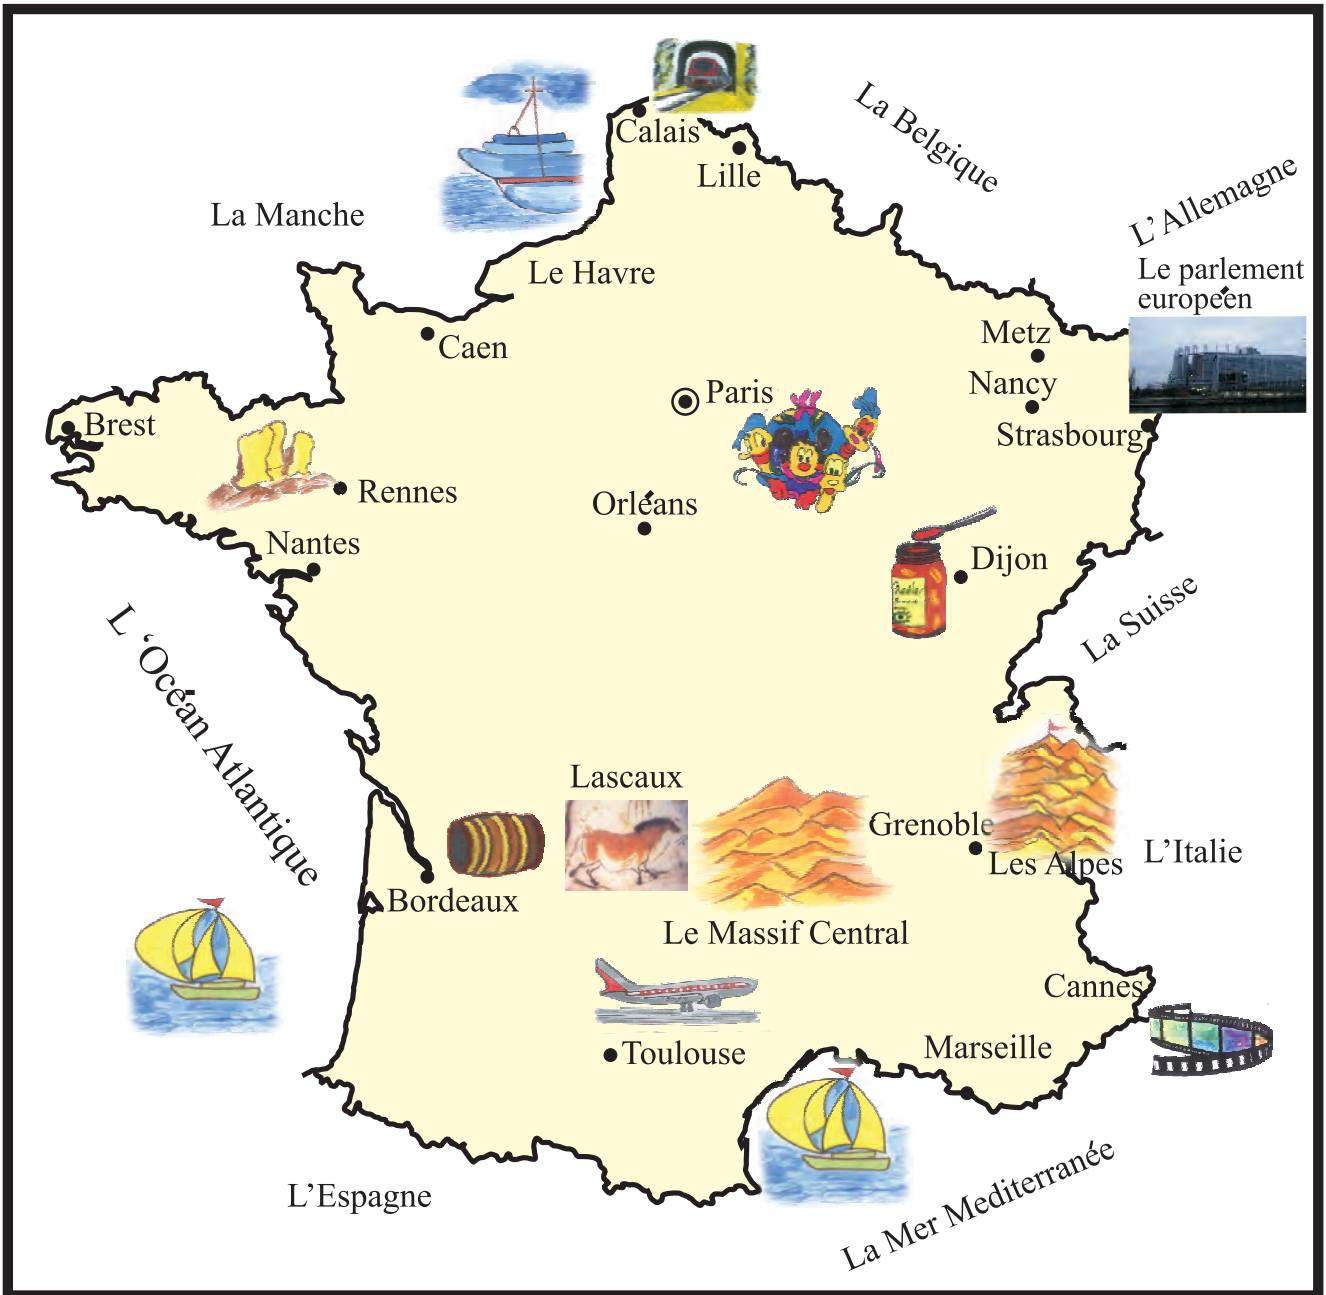 Calais
La Belgique
Lille
L'Allemagne
La Manche
Le Havre
Le parlement
européen
Metz
Caen
Nancy
Paris
Brest
Strasbourg
Rennes
Orléans
Nantes
Dijon
La Suisse
L 'Océan Atlantique
Lascaux
Grenoble
Les Alpes
L'Italie
Bordeaux
Le Massif Central
Cannes
Marseille
Toulouse
L'Espagne
La Mer Mediterranée